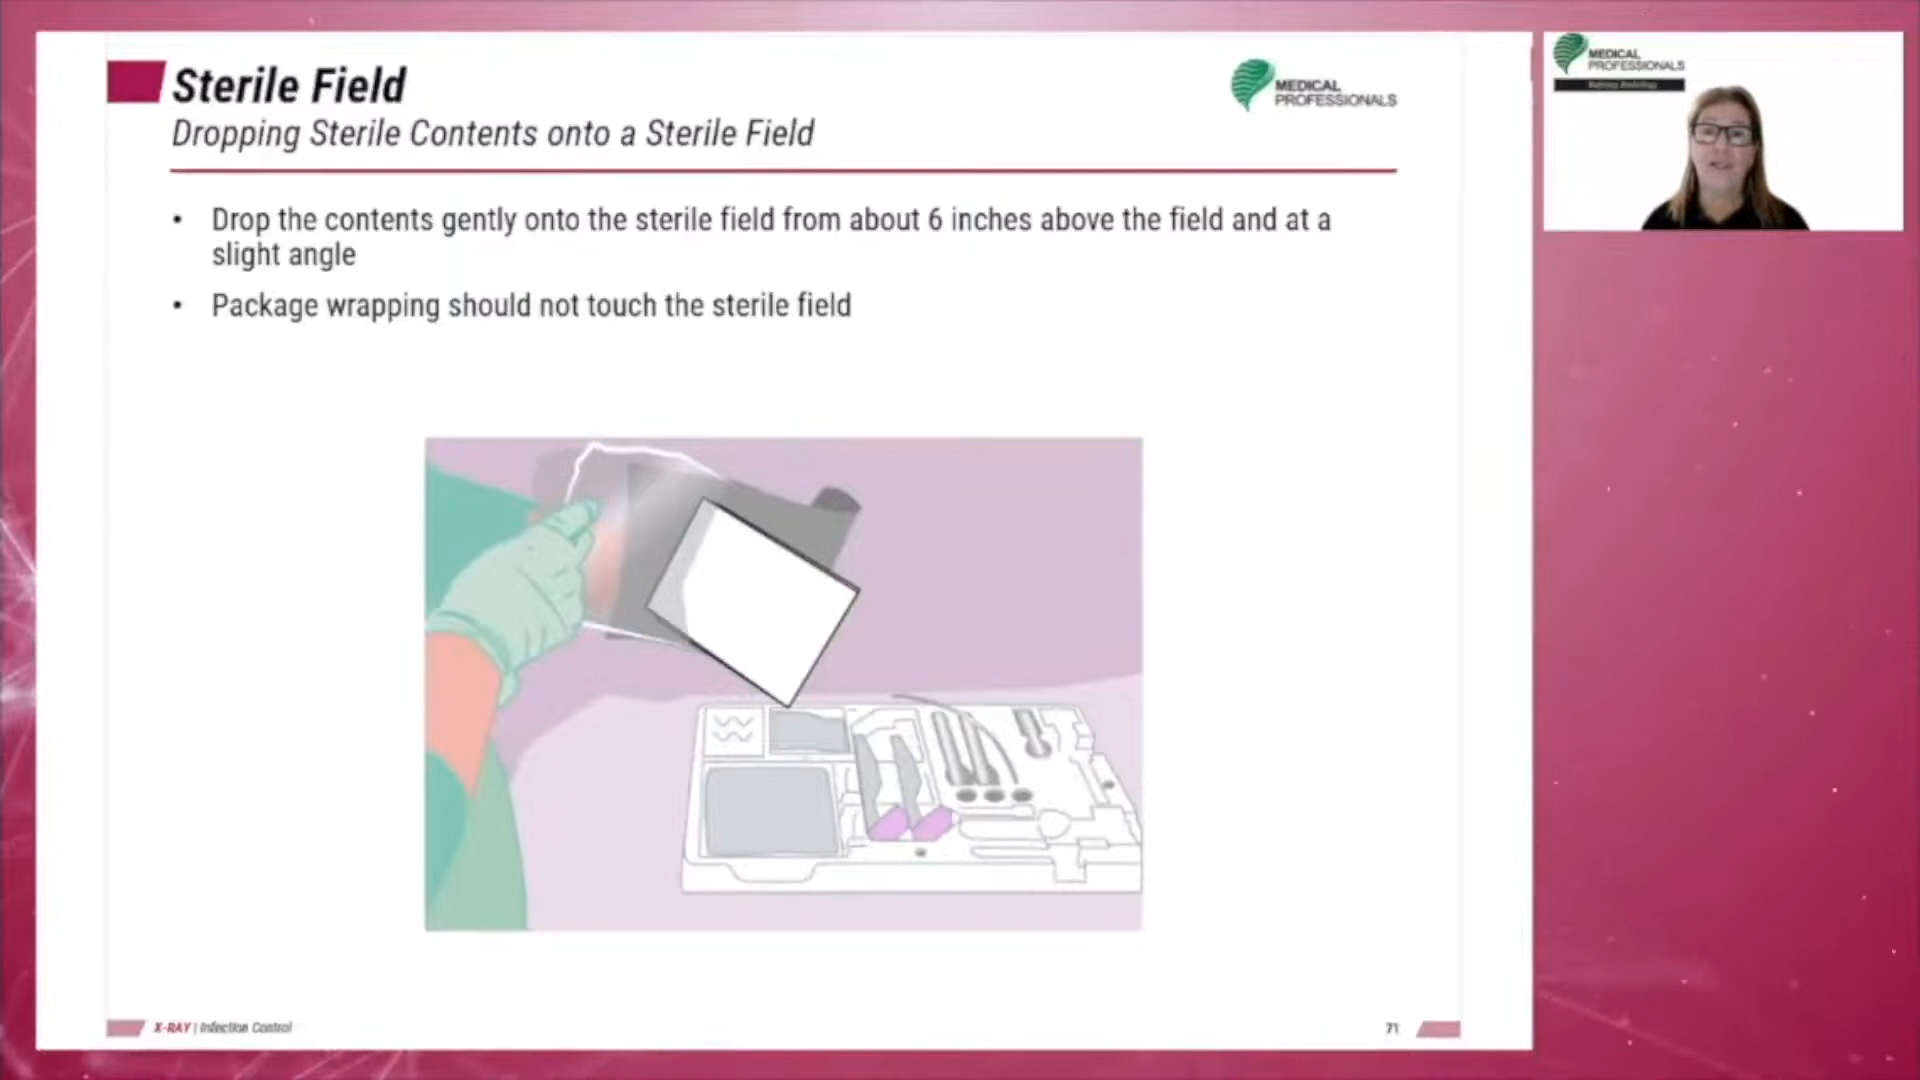 Sterile Field
Dropping Sterile Contents onto a Sterile Field
MEDICAL
PROFESSIONALS
• Drop the contents gently onto the sterile field from about 6 inches above the field and at a
slight angle
• Package wrapping should not touch the sterile field
X-RAY | Infection Control
71
MEDICAL
PROFESSIONALS